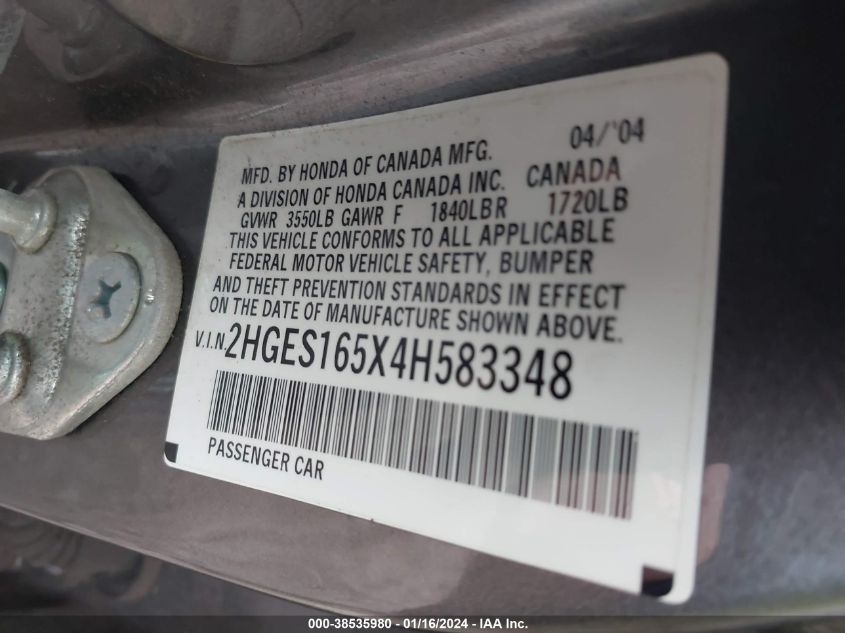 04/'04
MFD. BY HONDA OF CANADA MFG.
A DIVISION OF HONDA CANADA INC. CANADA
GVWR 3550LB GAWR F 1840LBR 1720LB
THIS VEHICLE CONFORMS TO ALL APPLICABLE
FEDERAL MOTOR VEHICLE SAFETY, BUMPER
AND THEFT PREVENTION STANDARDS IN EFFECT
ON THE DATE OF MANUFACTURE SHOWN ABOVE.
V.I.N. 2HGES165X4H583348
PASSENGER CAR
000-38535980 - 01/16/2024 - IAAI, Inc.